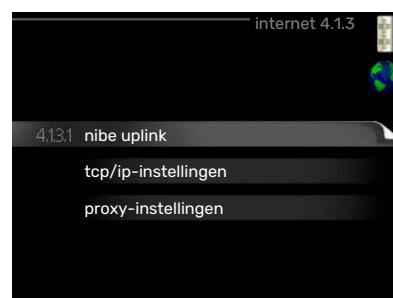 internet 4.1.3
4.1.3.1 nibe uplink
tcp/ip-instellingen
proxy-instellingen